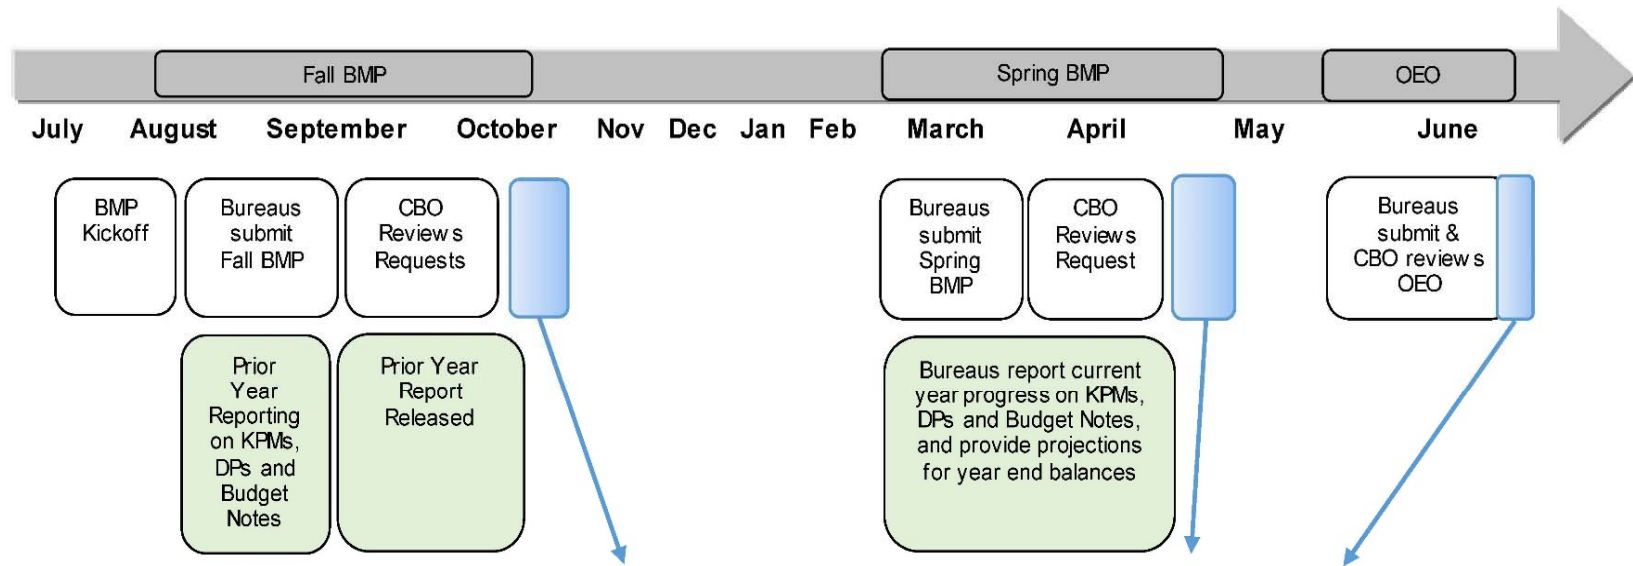 Fall BMP
Spring BMP
OEO
July August September October Nov Dec Jan Feb March April May June
BMP
Kickoff
Bureaus
submit
Fall BMP
CBO
Reviews
Requests
Bureaus
submit
Spring
BMP
CBO
Reviews
Request
Bureaus
submit &
CBO reviews
OEO
Prior
Year
Reporting
on KPMs,
DPs and
Budget
Notes
Prior Year
Report
Released
Bureaus report current
year progress on KPMs,
DPs and Budget Notes,
and provide projections
for year end balances